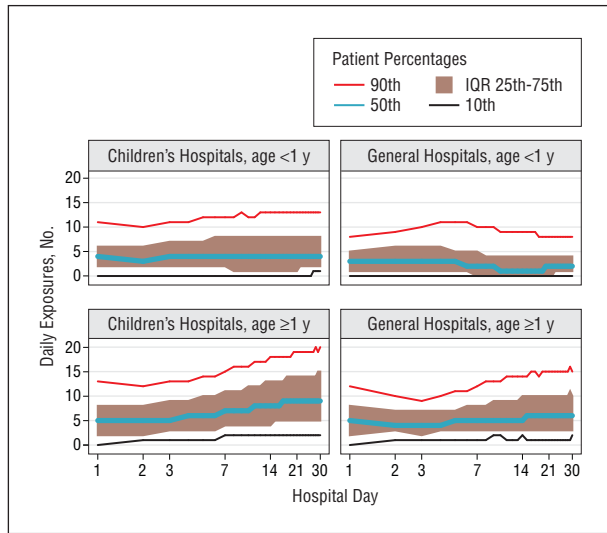 Patient Percentages
90th
IQR 25th-75th
50th
10th
Children's Hospitals, age <1 y
General Hospitals, age <1 y
20
15
10
5
0
Children's Hospitals, age ≥1 y
General Hospitals, age ≥1 y
20
15
10
5
0
Daily Exposures, No.
1 2 3 7 14 21 30
1 2 3 7 14 21 30
Hospital Day